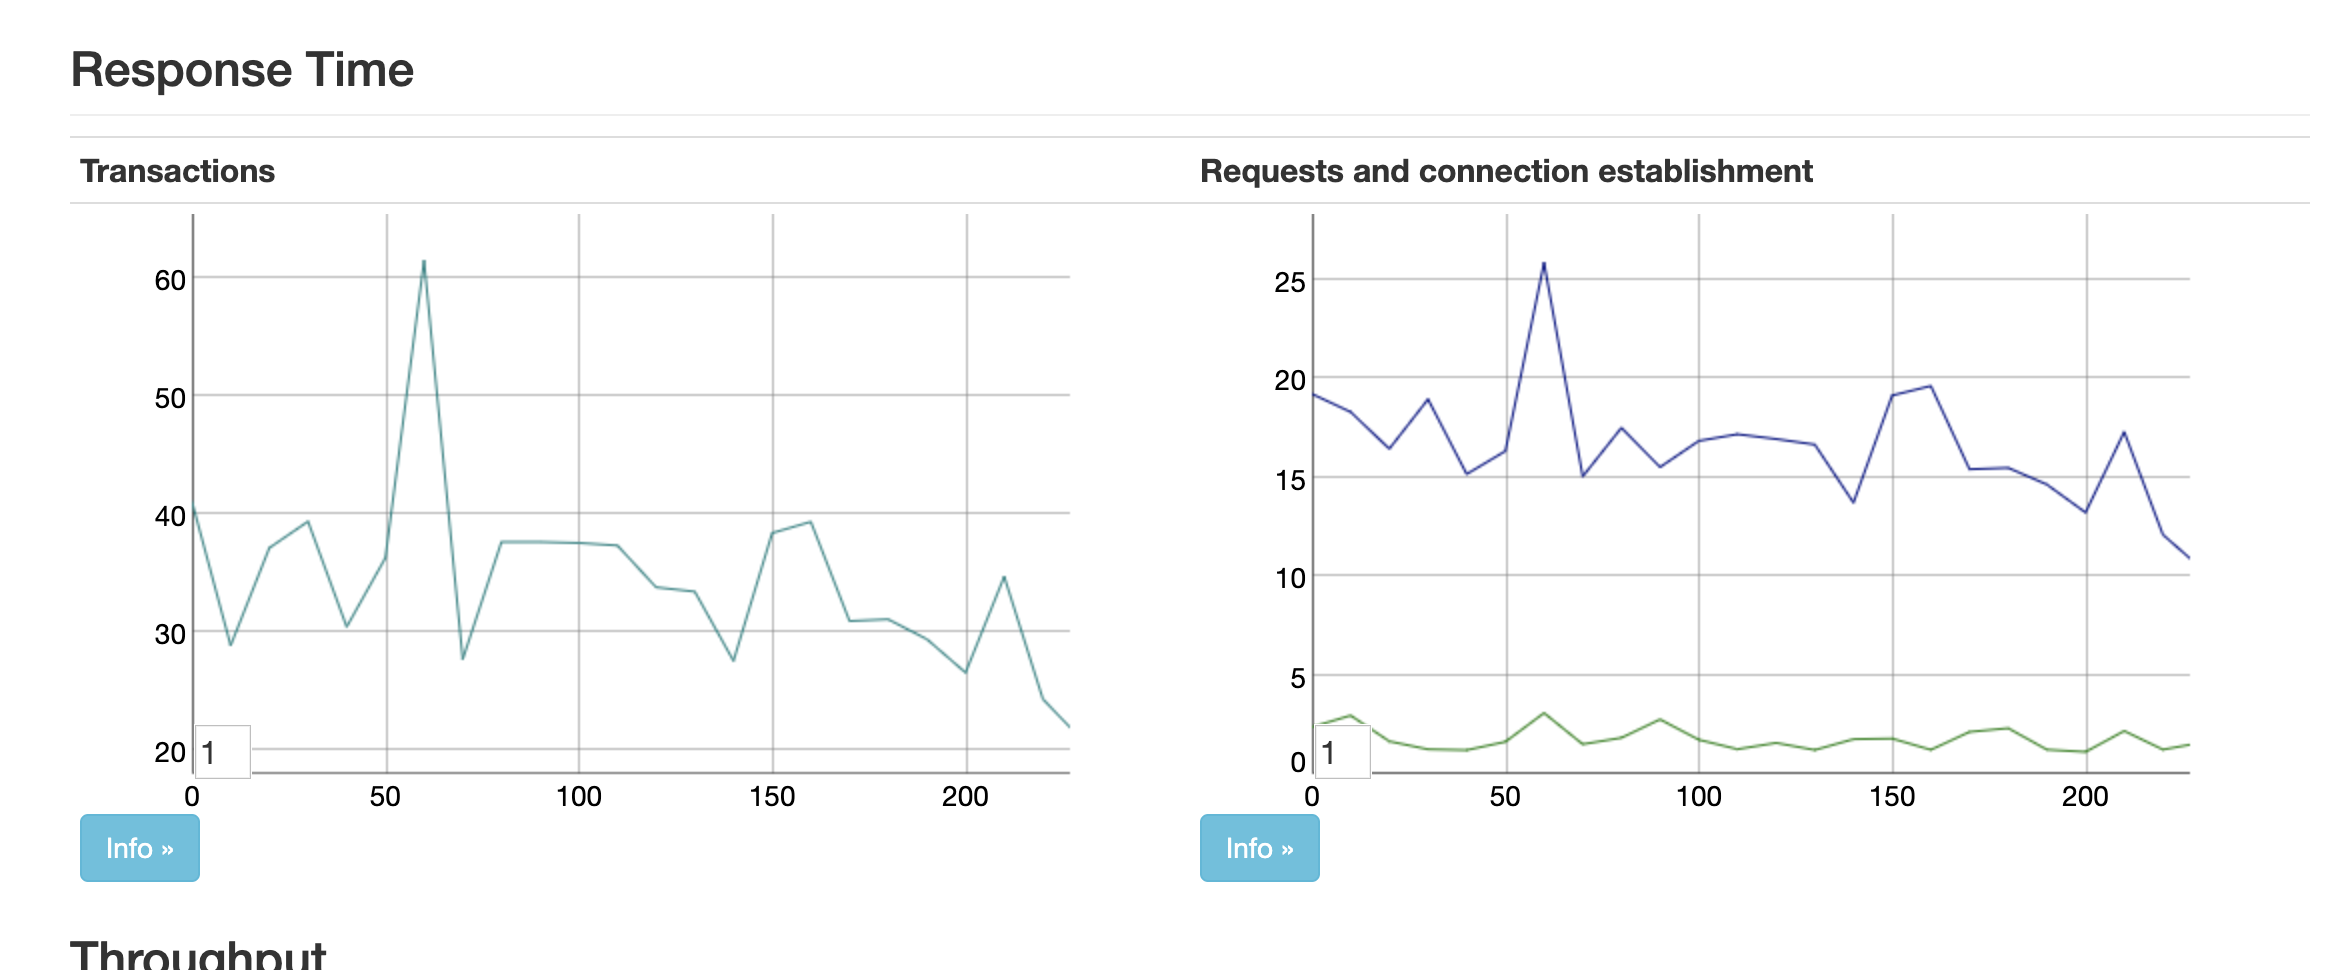 Response Time
Transactions
Requests and connection establishment
60
50
40
30
20
1
0 50 100 150 200
25
20
15
10
5
0
1
0 50 100 150 200
Info »
Info »
Throughput